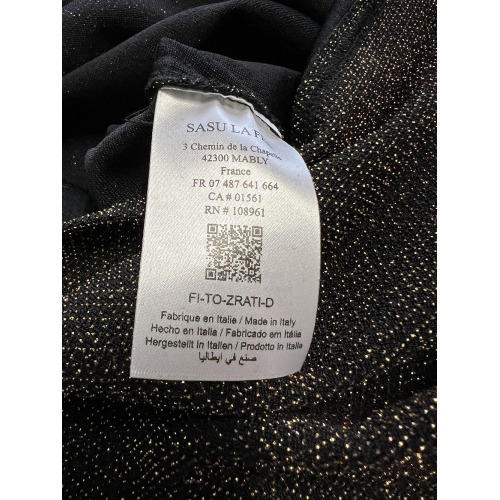 SASU LA
3 Chemin de la Chapelle
42300 MABLY
France
FR 07 487 641 664
CA # 01561
RN # 108961
FI-TO-ZRATI-D
Fabrique en Italie / Made in Italy
Hecho en Italia / Fabricado em Itália
Hergestellt in Italien / Prodotto in Italia
صنع في ايطاليا